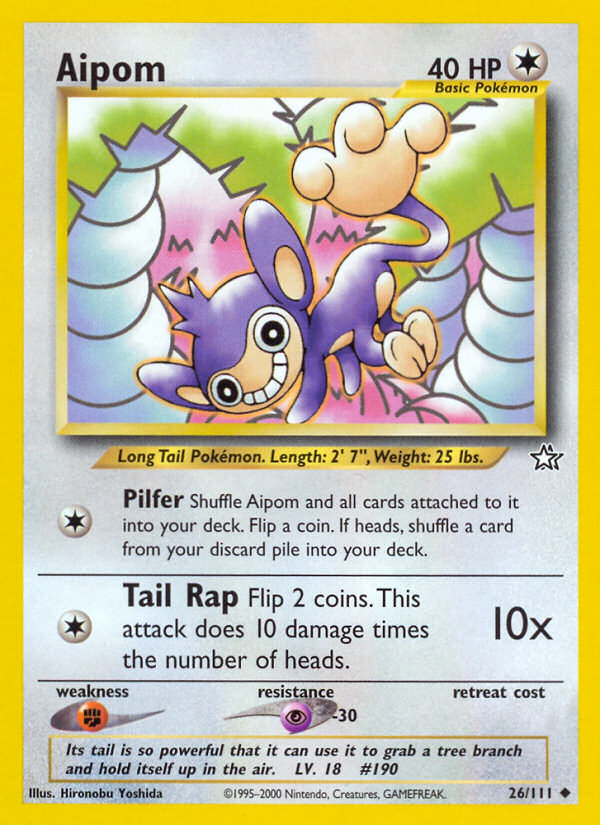 Aipom
40 HP
Basic Pokémon
Long Tail Pokémon. Length: 2' 7", Weight: 25 lbs.
Pilfer Shuffle Aipom and all cards attached to it
into your deck. Flip a coin. If heads, shuffle a card
from your discard pile into your deck.
Tail Rap Flip 2 coins. This
attack does 10 damage times
the number of heads.
10x
weakness
resistance
retreat cost
-30
Its tail is so powerful that it can use it to grab a tree branch
and hold itself up in the air. LV. 18 #190
Illus. Hironobu Yoshida
©1995-2000 Nintendo, Creatures, GAMEFREAK.
26/111